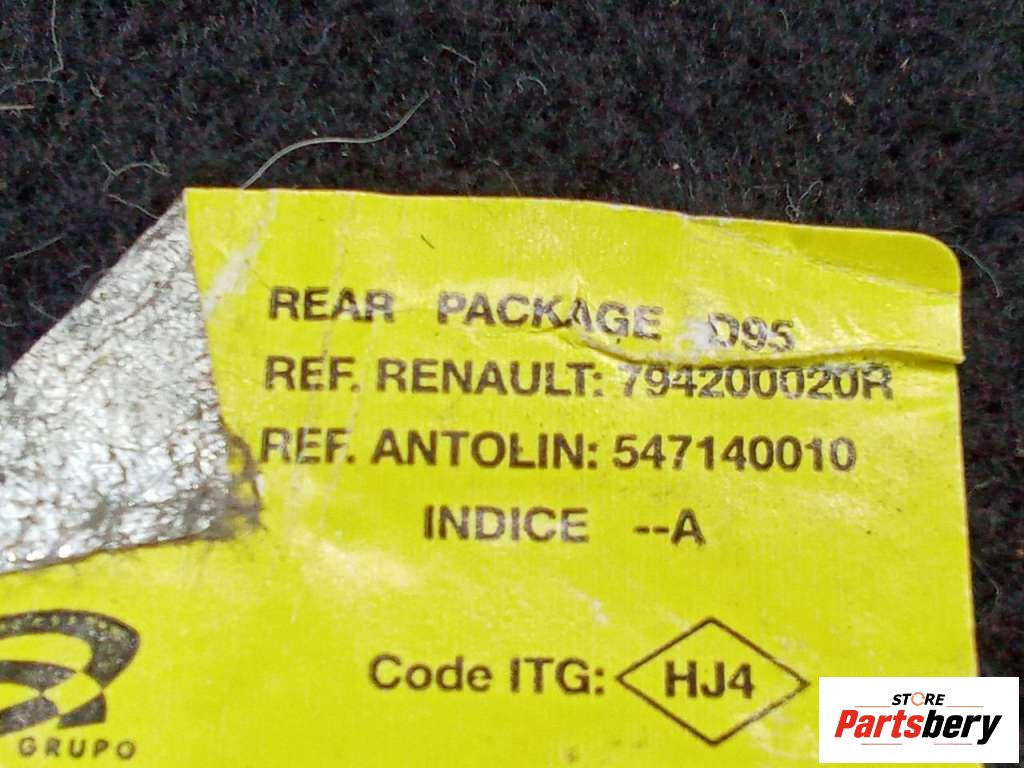 REAR PACKAGE D95
REF. RENAULT: 794200020R
REF. ANTOLIN: 547140010
INDICE --A
Code ITG: HJ4
GRUPO
STORE
Partsbery